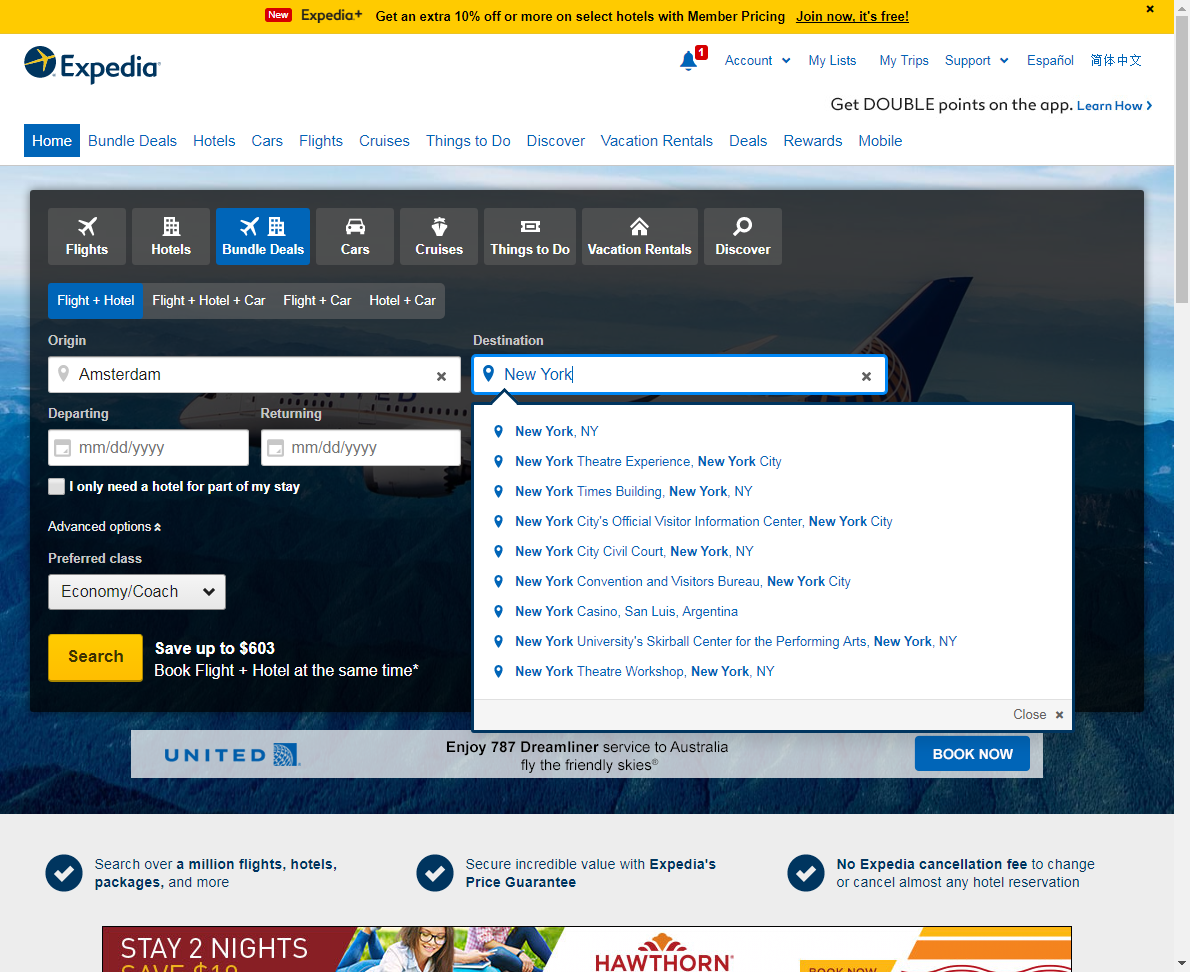 New Expedia+ Get an extra 10% off or more on select hotels with Member Pricing Join now, it's free!
Expedia
1 Account My Lists My Trips Support Español 简体中文
Get DOUBLE points on the app. Learn How
Home Bundle Deals Hotels Cars Flights Cruises Things to Do Discover Vacation Rentals Deals Rewards Mobile
Flights Hotels Bundle Deals Cars Cruises Things to Do Vacation Rentals Discover
Flight + Hotel Flight + Hotel + Car Flight + Car Hotel + Car
Origin Destination
Amsterdam New York
UNITED
Departing Returning
mm/dd/yyyy mm/dd/yyyy
I only need a hotel for part of my stay
Advanced options
Preferred class
Economy/Coach
Search
Save up to $603
Book Flight + Hotel at the same time*
New York, NY
New York Theatre Experience, New York City
New York Times Building, New York, NY
New York City's Official Visitor Information Center, New York City
New York City Civil Court, New York, NY
New York Convention and Visitors Bureau, New York City
New York Casino, San Luis, Argentina
New York University's Skirball Center for the Performing Arts, New York, NY
New York Theatre Workshop, New York, NY
Close
UNITED
Enjoy 787 Dreamliner service to Australia
fly the friendly skies®
BOOK NOW
Search over a million flights, hotels,
packages, and more
Secure incredible value with Expedia's
Price Guarantee
No Expedia cancellation fee to change
or cancel almost any hotel reservation
STAY 2 NIGHTS
SAVE $10
HAWTHORN
BOOK NOW